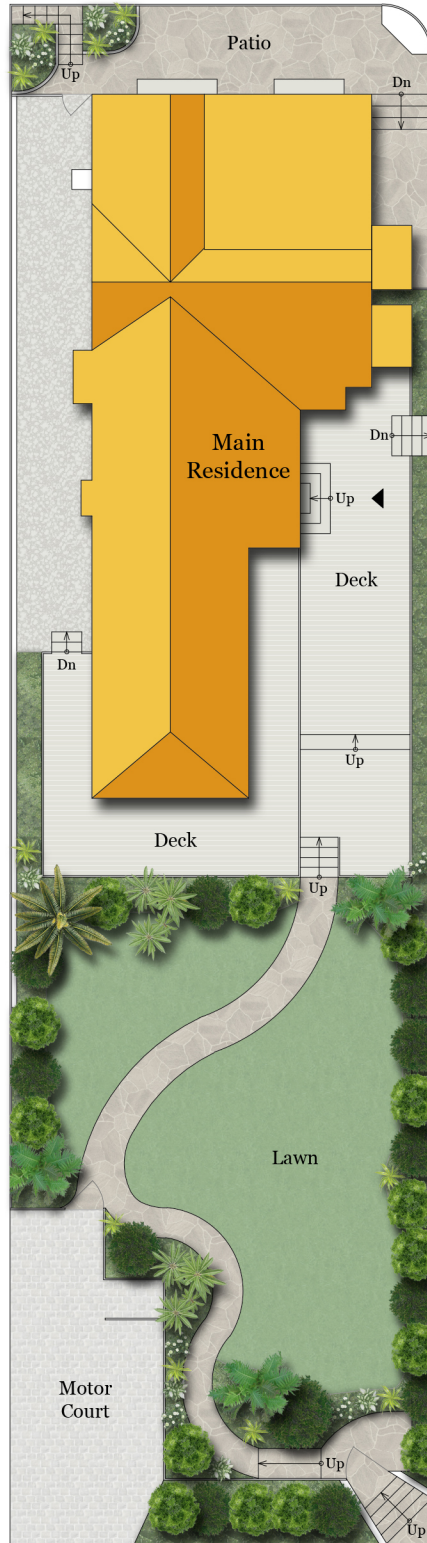 Patio
Up
Dn
Main
Residence
Dn
Up
Deck
Dn
Up
Deck
Up
Lawn
Motor
Court
Up
Up